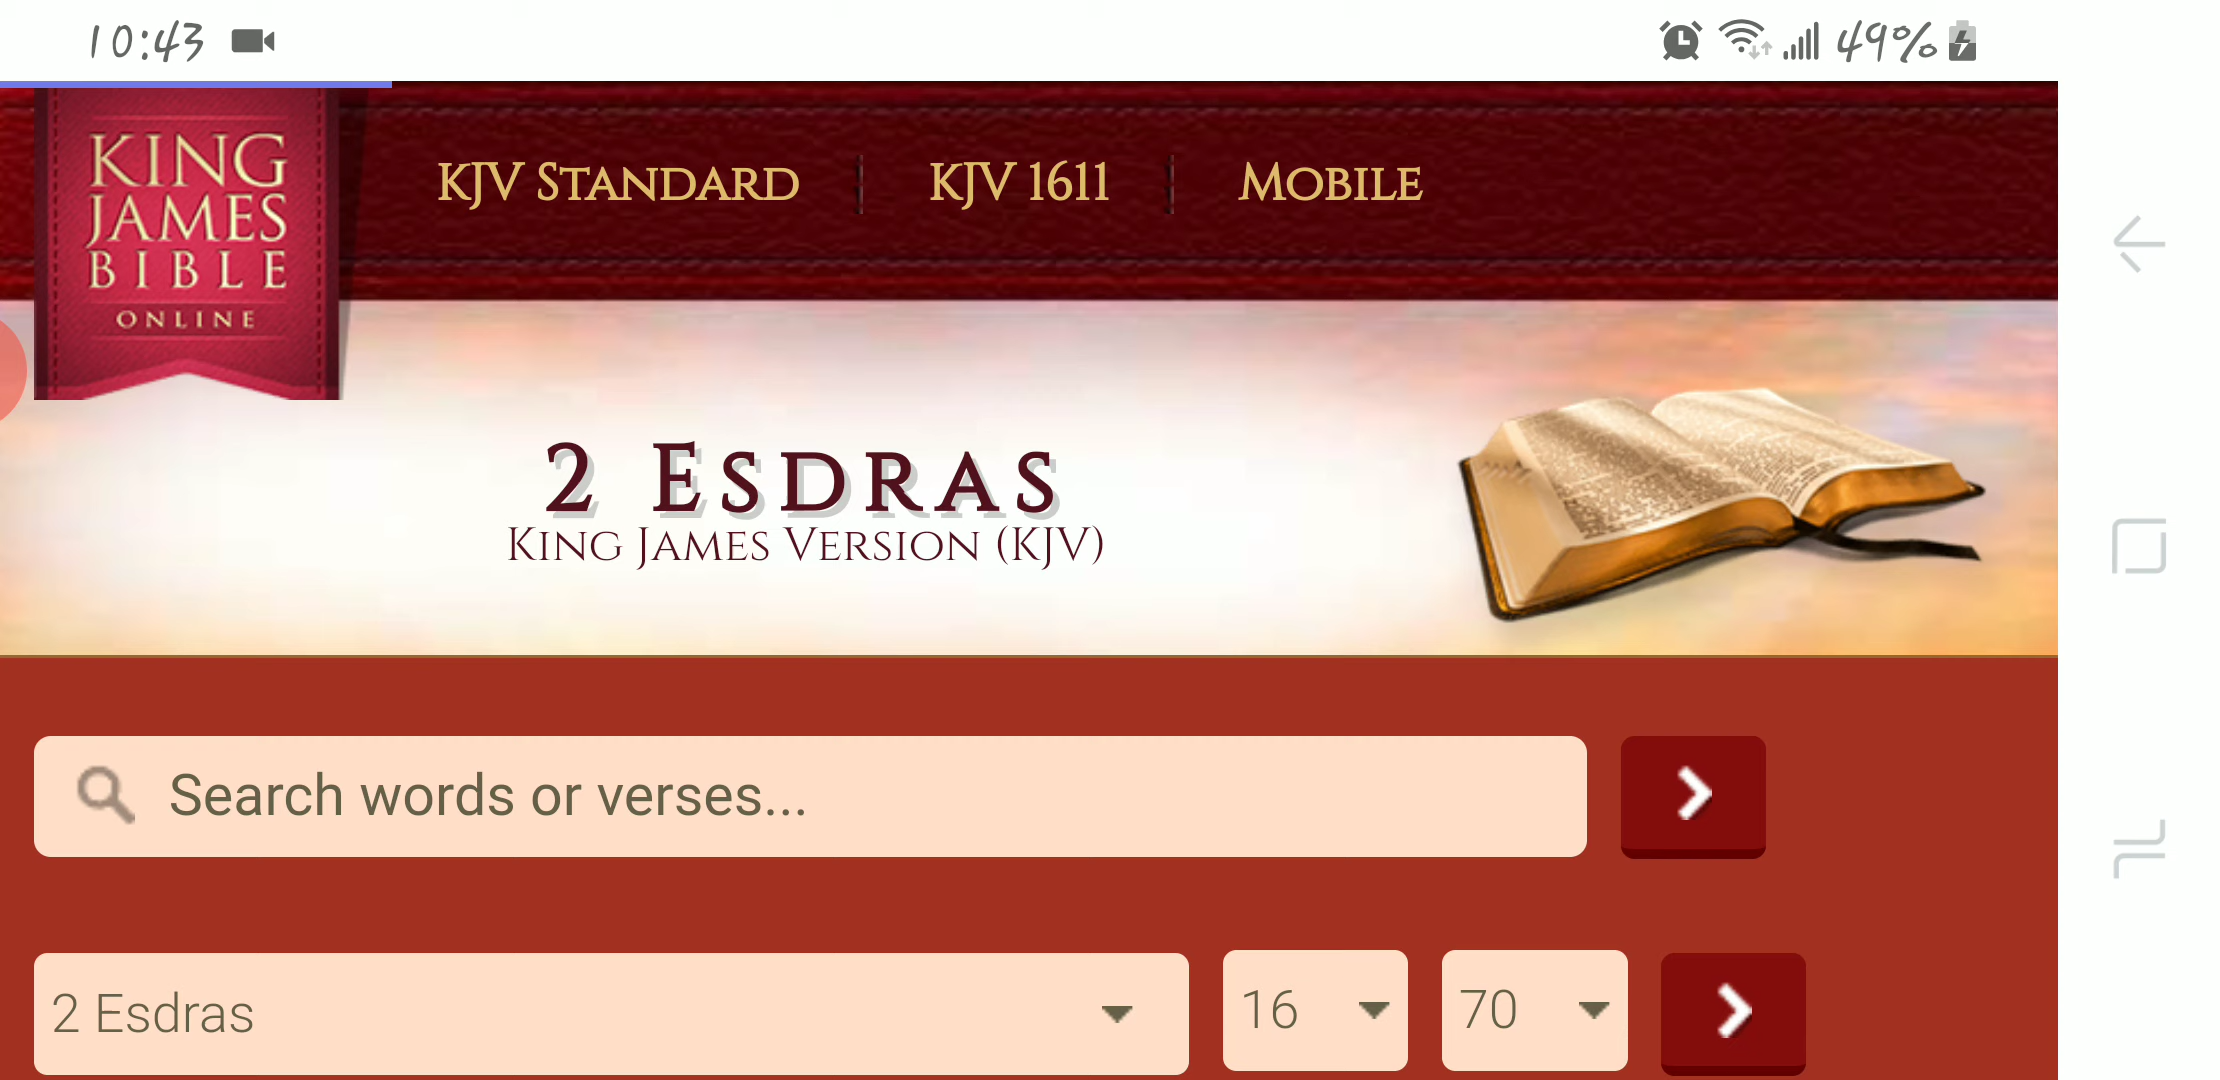 10:43
49%
KING
JAMES
BIBLE
ONLINE
KJV STANDARD
KJV 1611
MOBILE
2 ESDRAS
KING JAMES VERSION (KJV)
Search words or verses...
2 Esdras
16
70